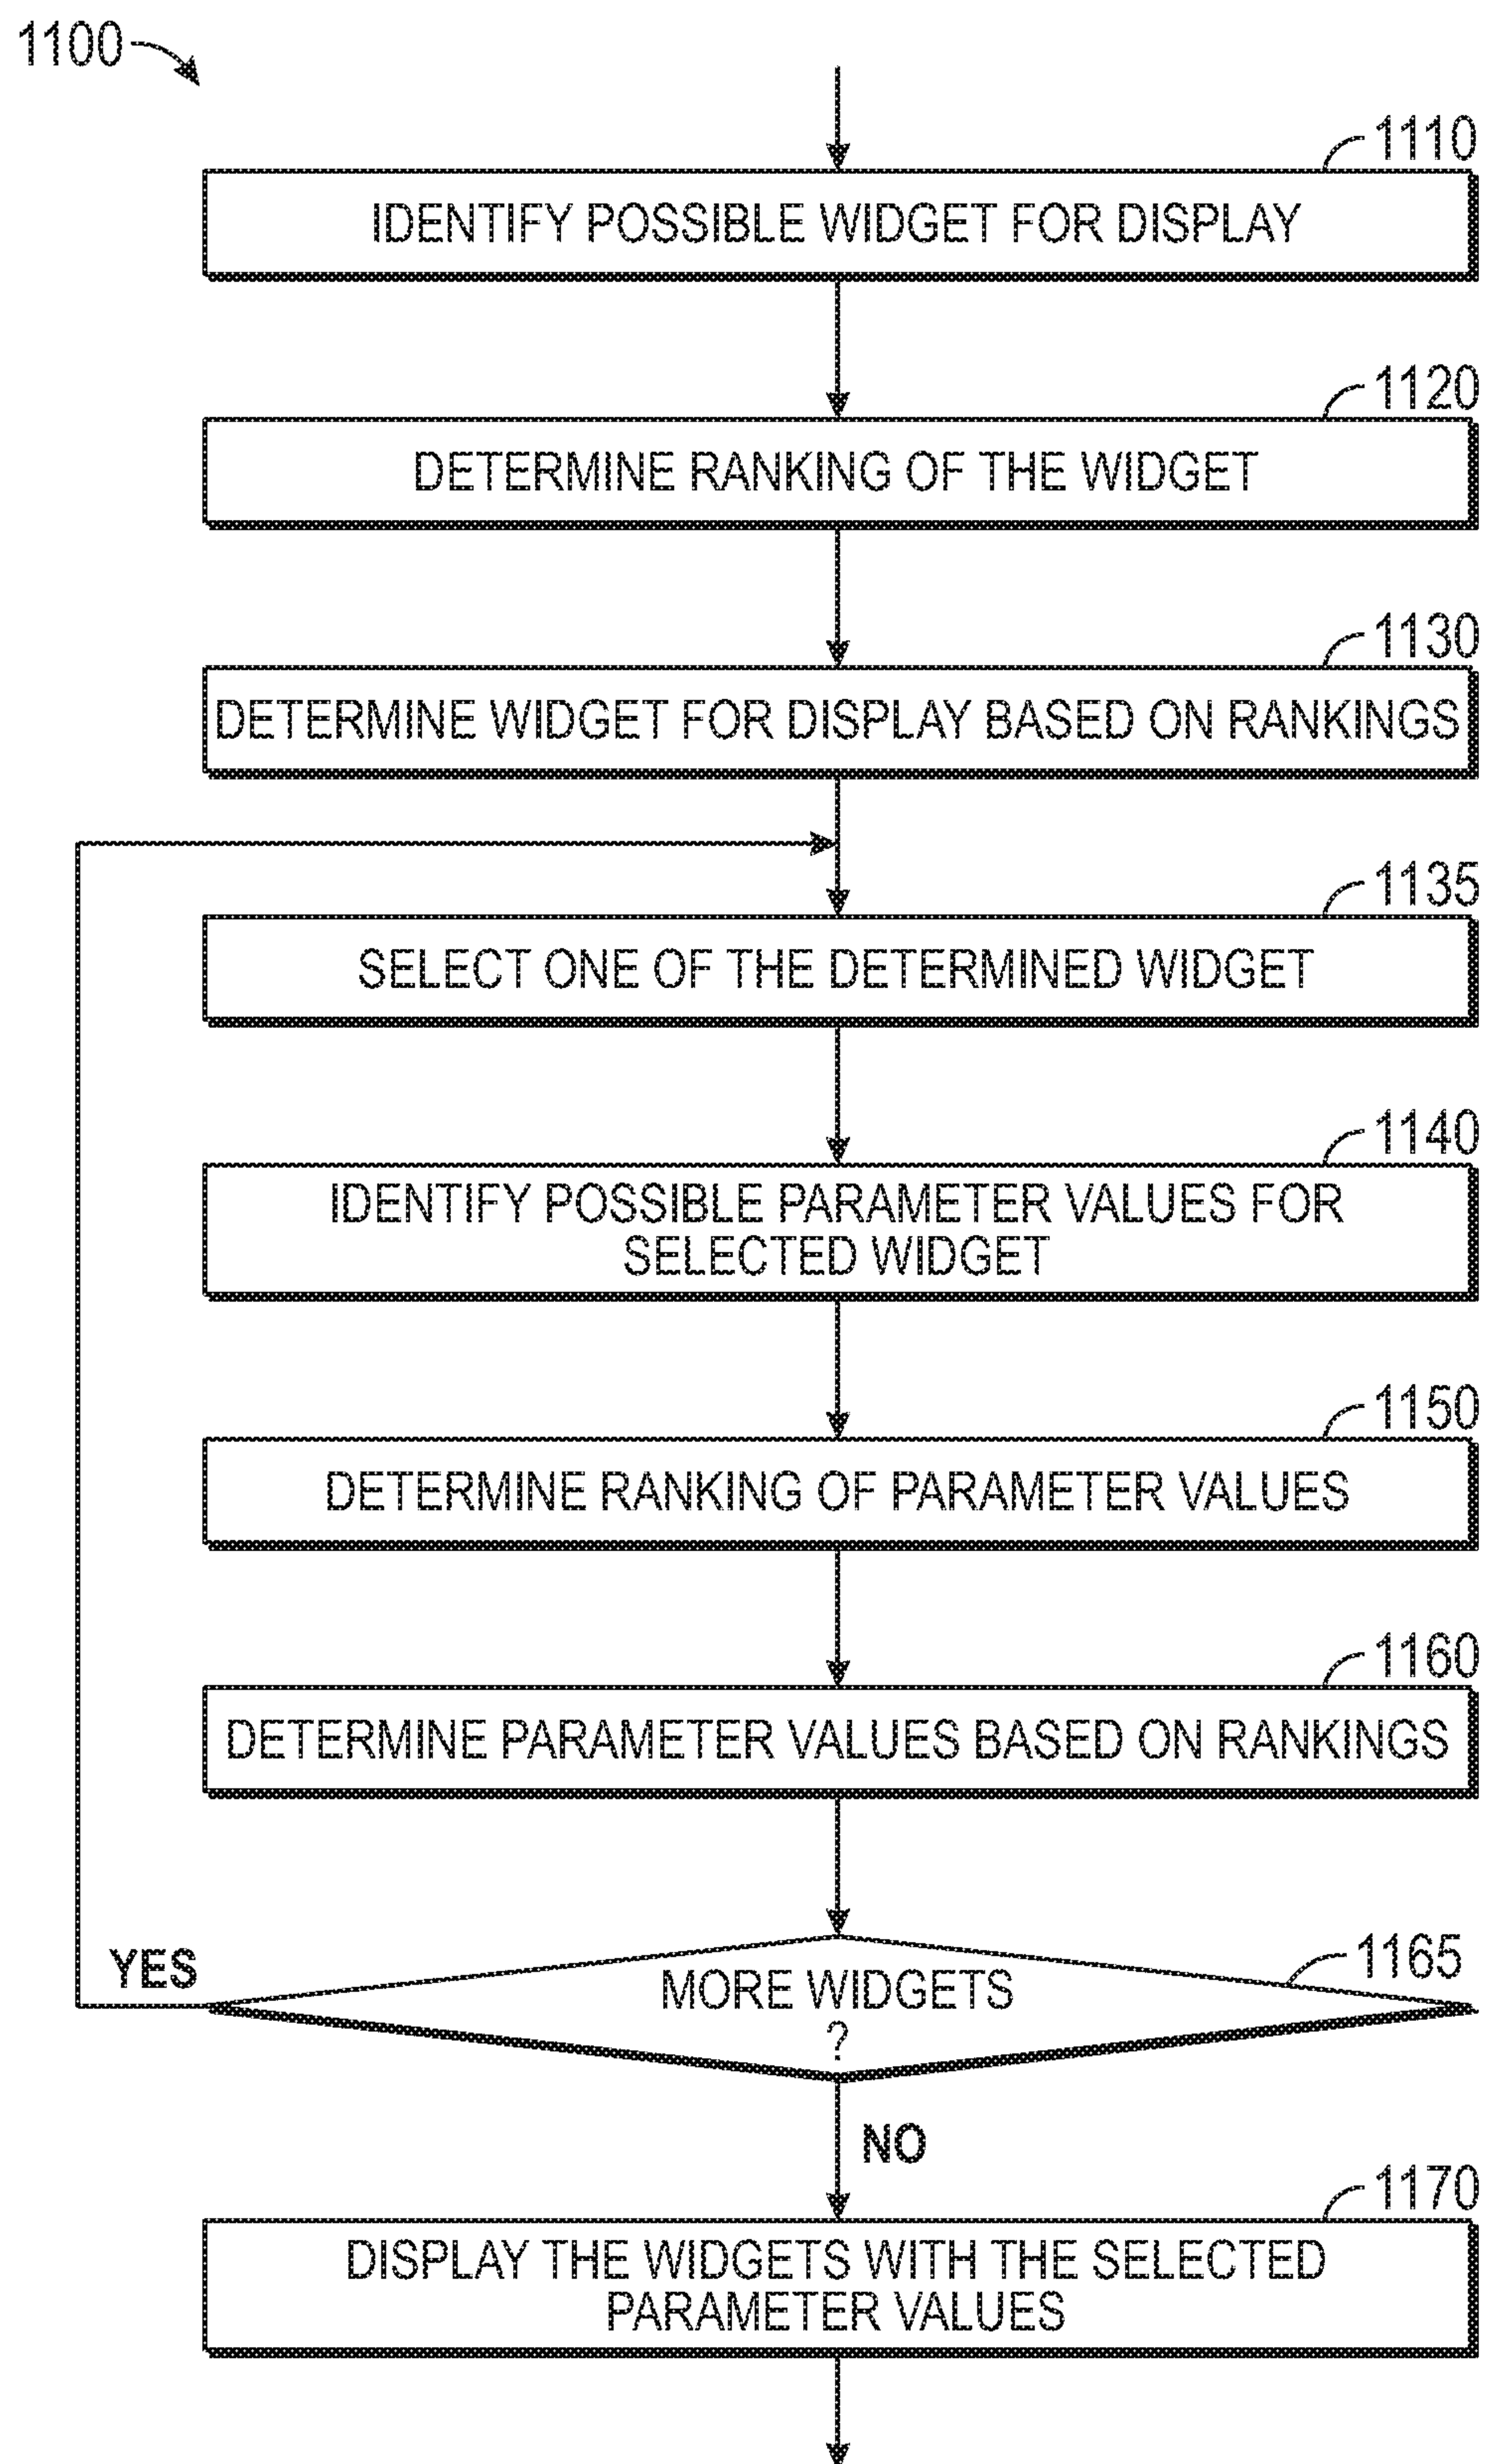 1100
1110
IDENTIFY POSSIBLE WIDGET FOR DISPLAY
1120
DETERMINE RANKING OF THE WIDGET
1130
DETERMINE WIDGET FOR DISPLAY BASED ON RANKINGS
1135
SELECT ONE OF THE DETERMINED WIDGET
1140
IDENTIFY POSSIBLE PARAMETER VALUES FOR
SELECTED WIDGET
1150
DETERMINE RANKING OF PARAMETER VALUES
1160
DETERMINE PARAMETER VALUES BASED ON RANKINGS
1165
YES
MORE WIDGETS
?
NO
1170
DISPLAY THE WIDGETS WITH THE SELECTED
PARAMETER VALUES